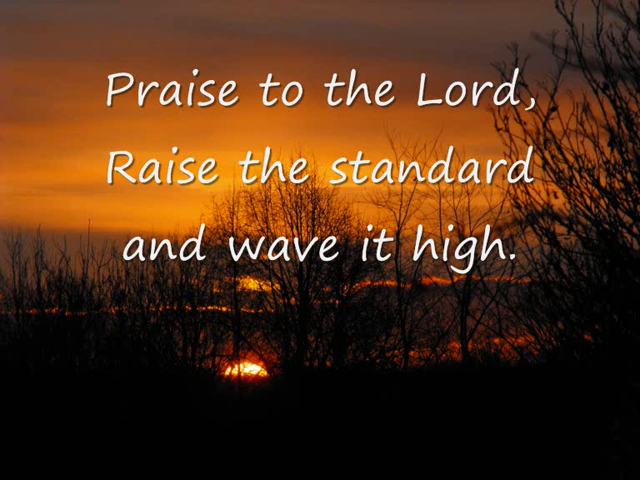 Praise to the Lord,
Raise the standard
and wave it high.